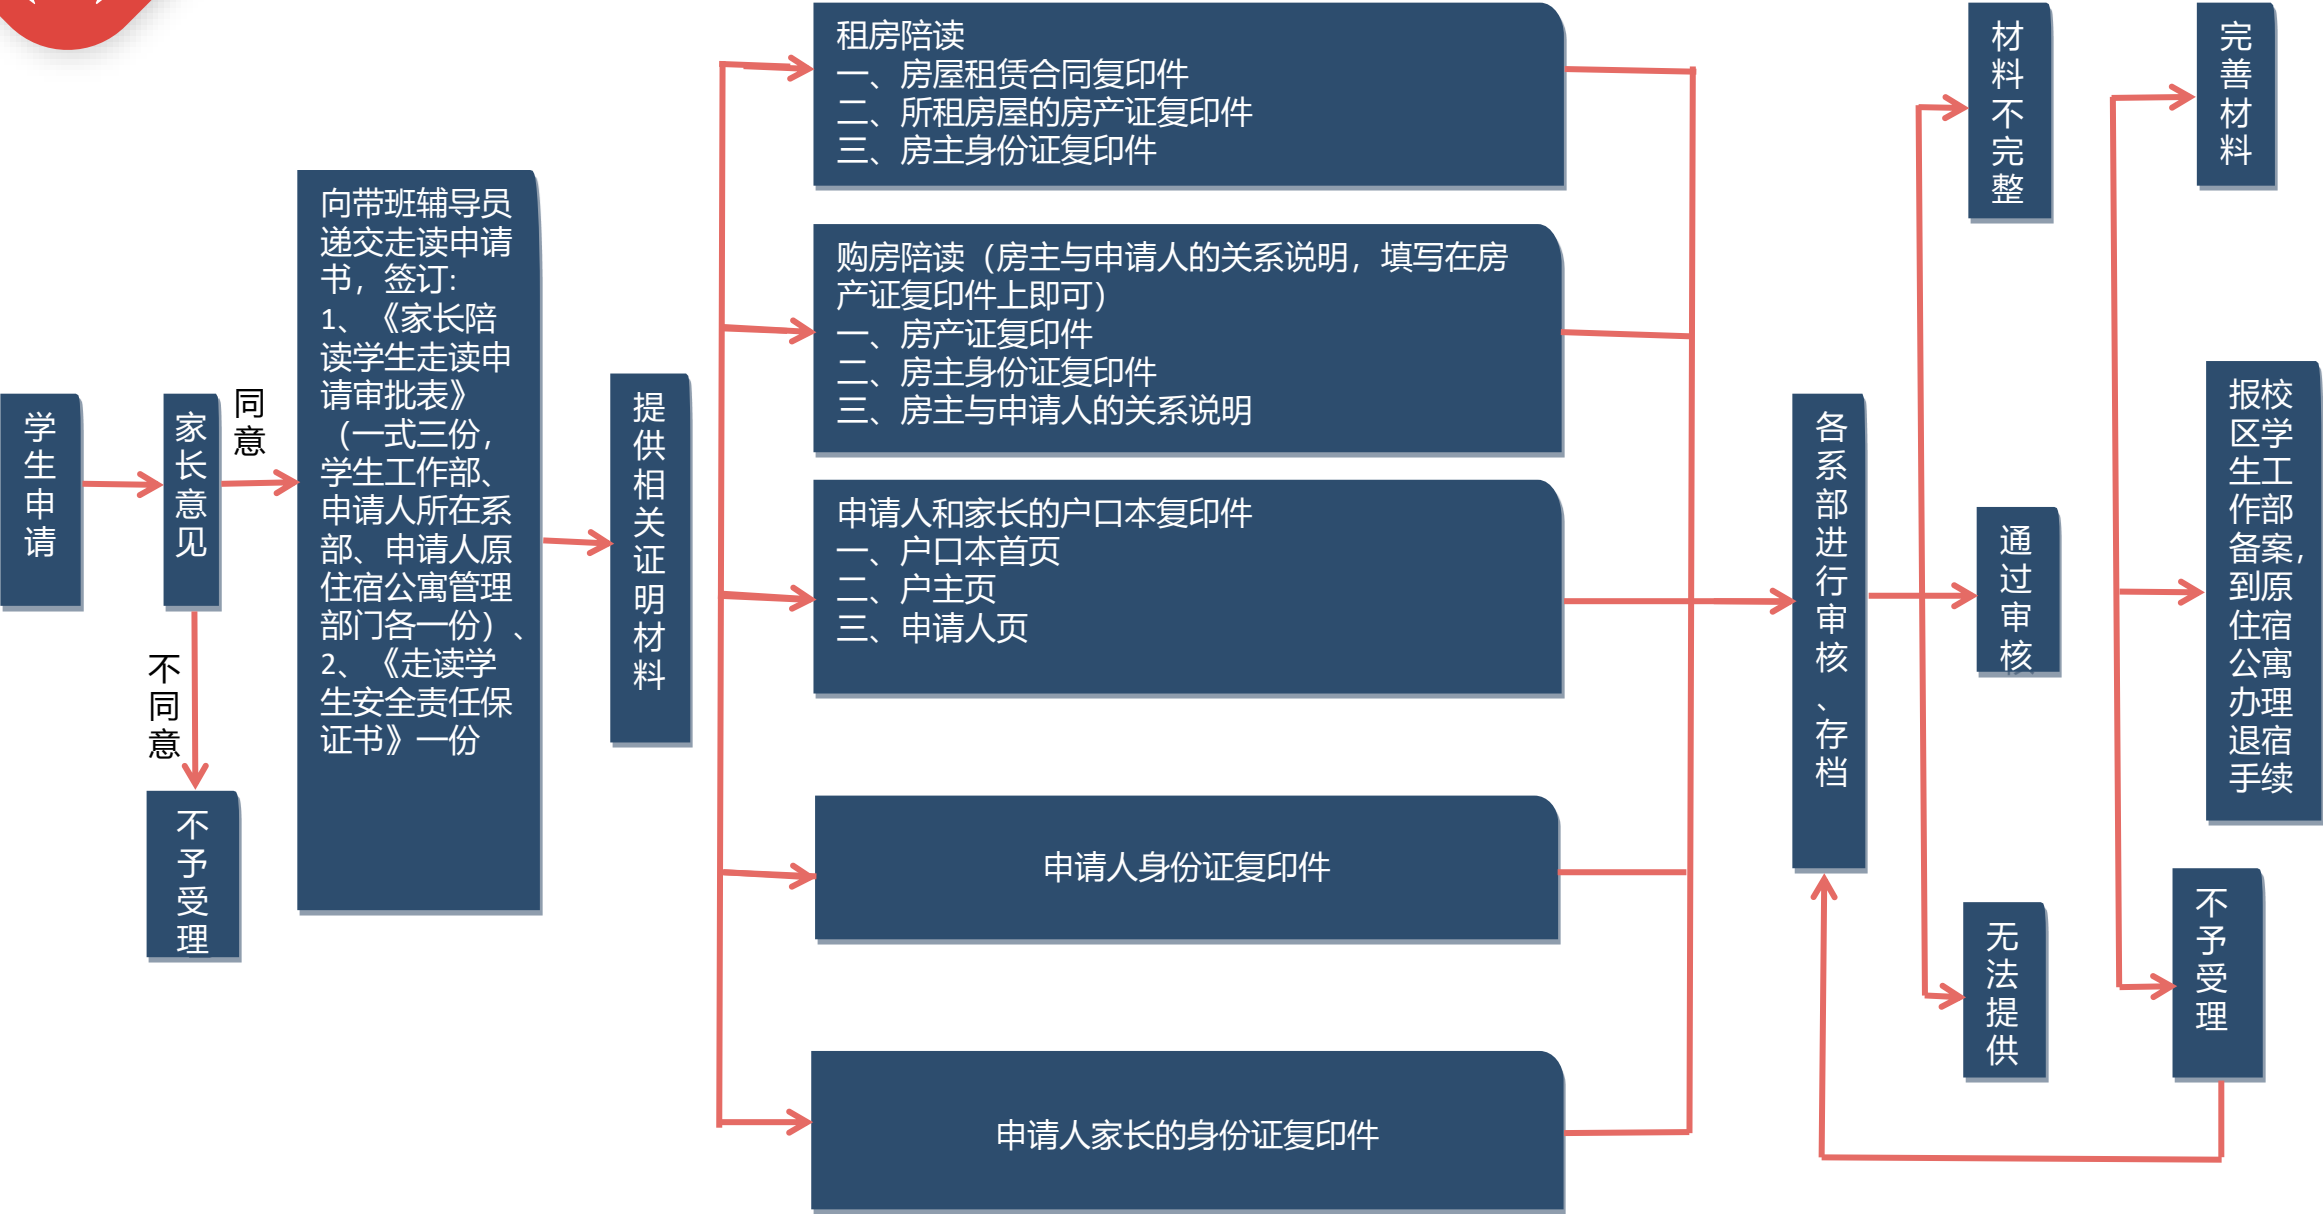 学
生
申
请
家
长
意
见
同
意
不
同
意
不
予
受
理
向带班辅导员
递交走读申请
书，签订：
1、《家长陪
读学生走读申
请审批表》
（一式三份，
学生工作部、
申请人所在系
部、申请人原
住宿公寓管理
部门各一份）、
2、《走读学
生安全责任保
证书》一份
提
供
相
关
证
明
材
料
租房陪读
一、房屋租赁合同复印件
二、所租房屋的房产证复印件
三、房主身份证复印件
购房陪读（房主与申请人的关系说明，填写在房
产证复印件上即可）
一、房产证复印件
二、房主身份证复印件
三、房主与申请人的关系说明
申请人和家长的户口本复印件
一、户口本首页
二、户主页
三、申请人页
申请人身份证复印件
申请人家长的身份证复印件
各
系
部
进
行
审
核
、
存
档
材
料
不
完
整
通
过
审
核
无
法
提
供
完
善
材
料
报校
区学
生工
作部
备案，
到原
住宿
公寓
办理
退宿
手续
不
予
受
理